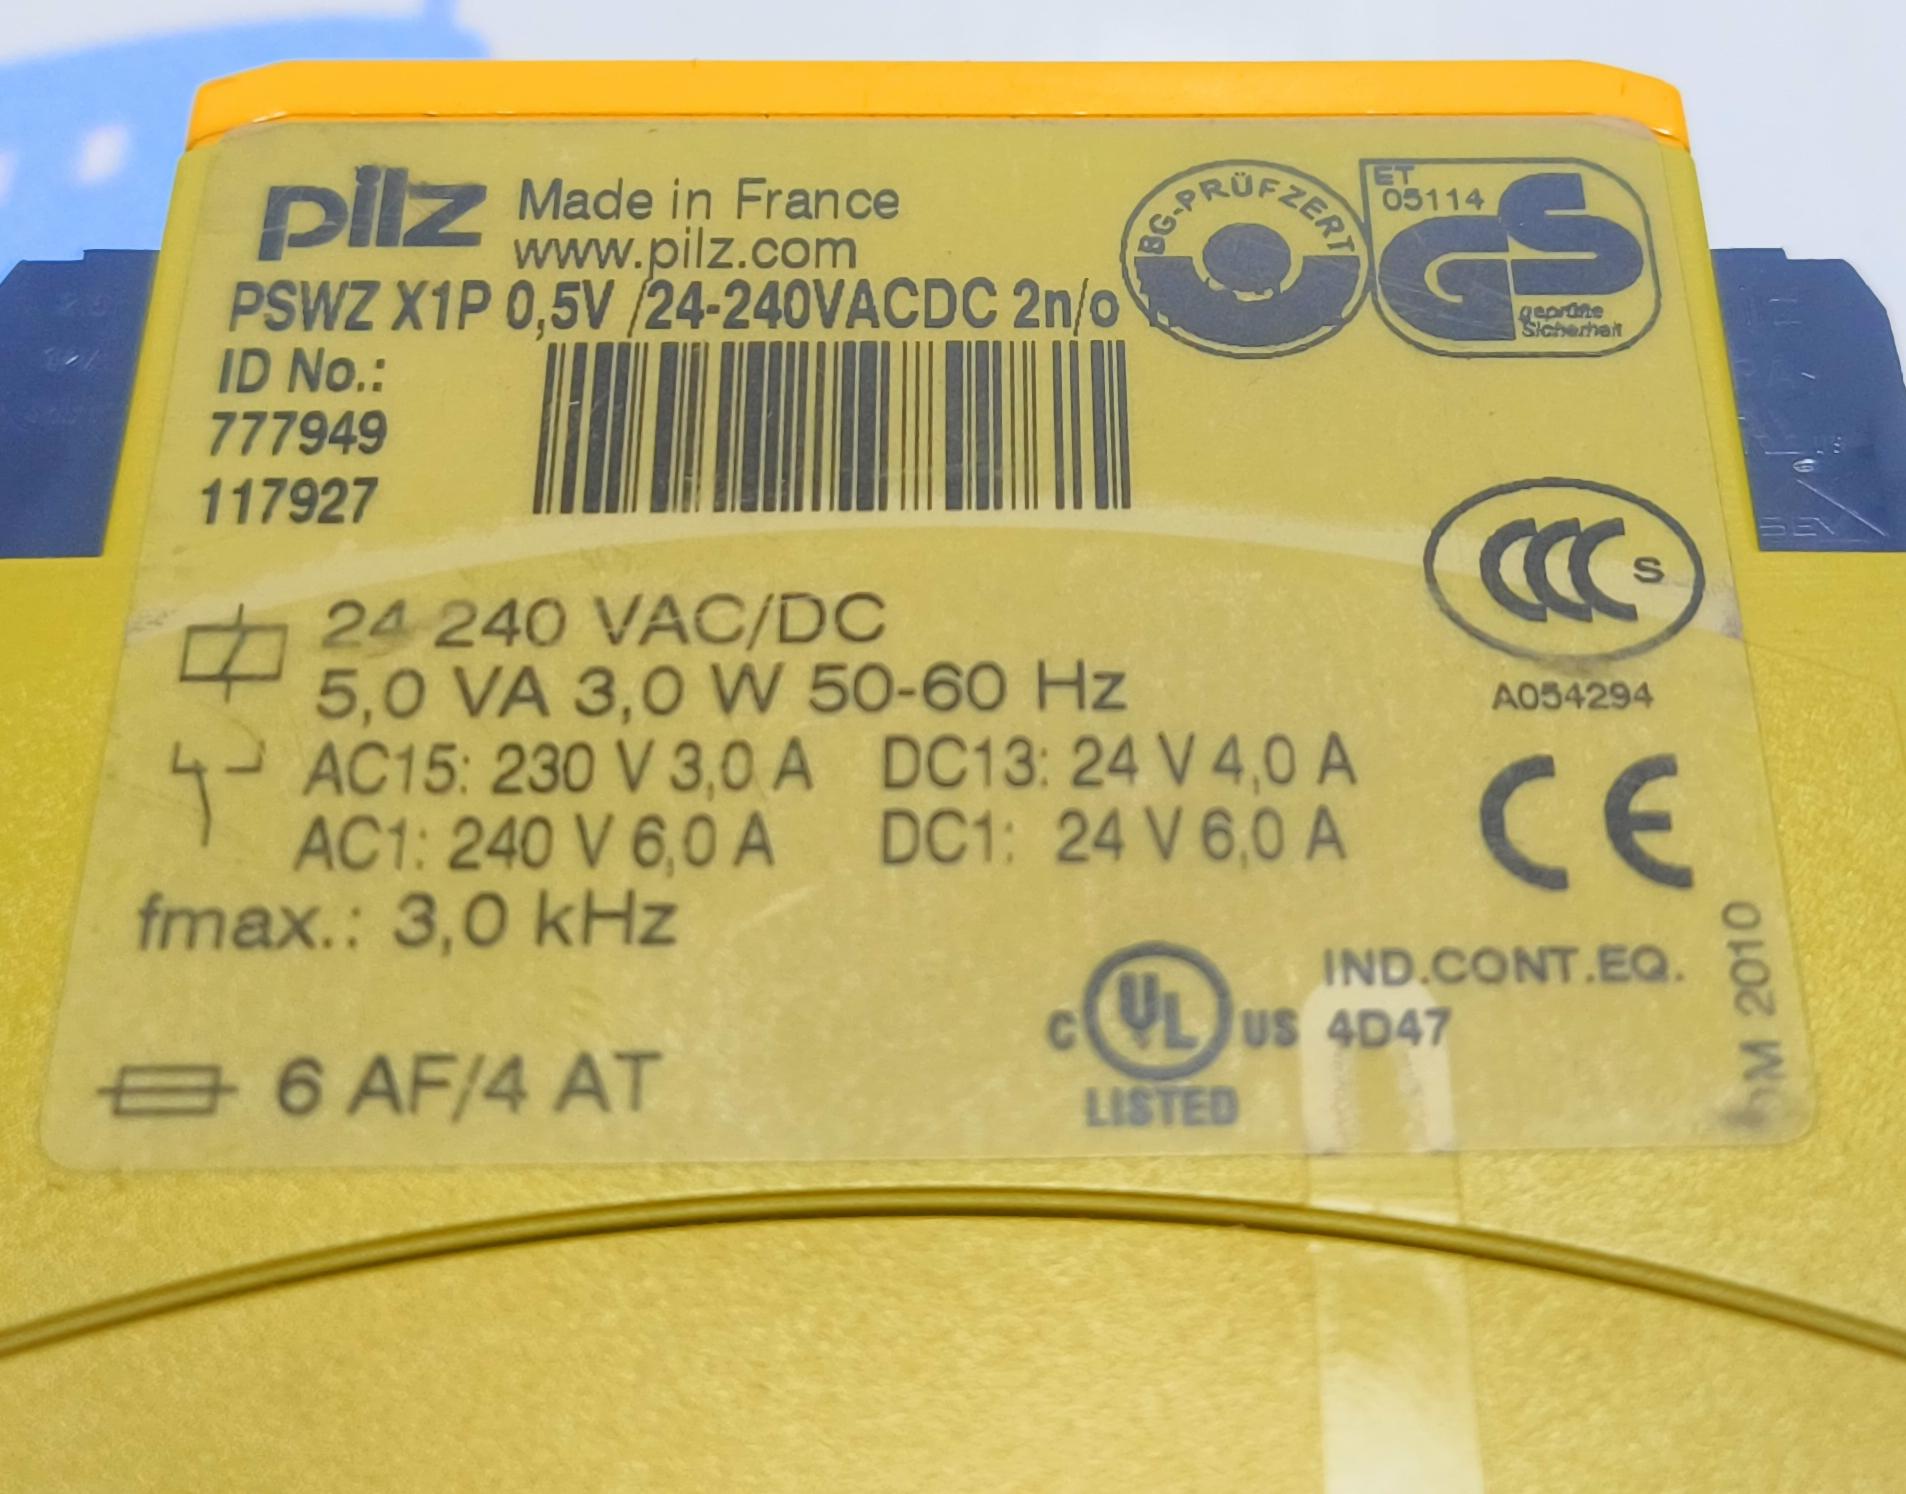 pilz Made in France
www.pilz.com
PSWZ X1P 0,5V /24-240VACDC 2n/o
ID No.:
777949
117927
BG-PRÜFZERT
ET
05114
GS
geprüfte
Sicherheit
24 240 VAC/DC
5,0 VA 3,0 W 50-60 Hz
AC15: 230 V 3,0 A DC13: 24 V 4,0 A
AC1: 240 V 6,0 A DC1: 24 V 6,0 A
fmax.: 3,0 kHz
6 AF/4 AT
CCC S
A054294
CE
IND.CONT.EQ.
C UL US 4D47
LISTED
2010